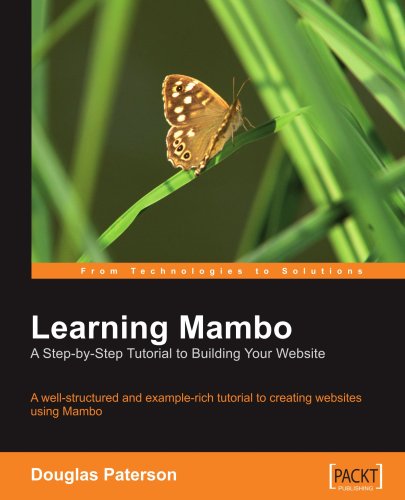 From Technologies to Solutions
Learning Mambo
A Step-by-Step Tutorial to Building Your Website
A well-structured and example-rich tutorial to creating websites
using Mambo
Douglas Paterson
[PACKT]
PUBLISHING